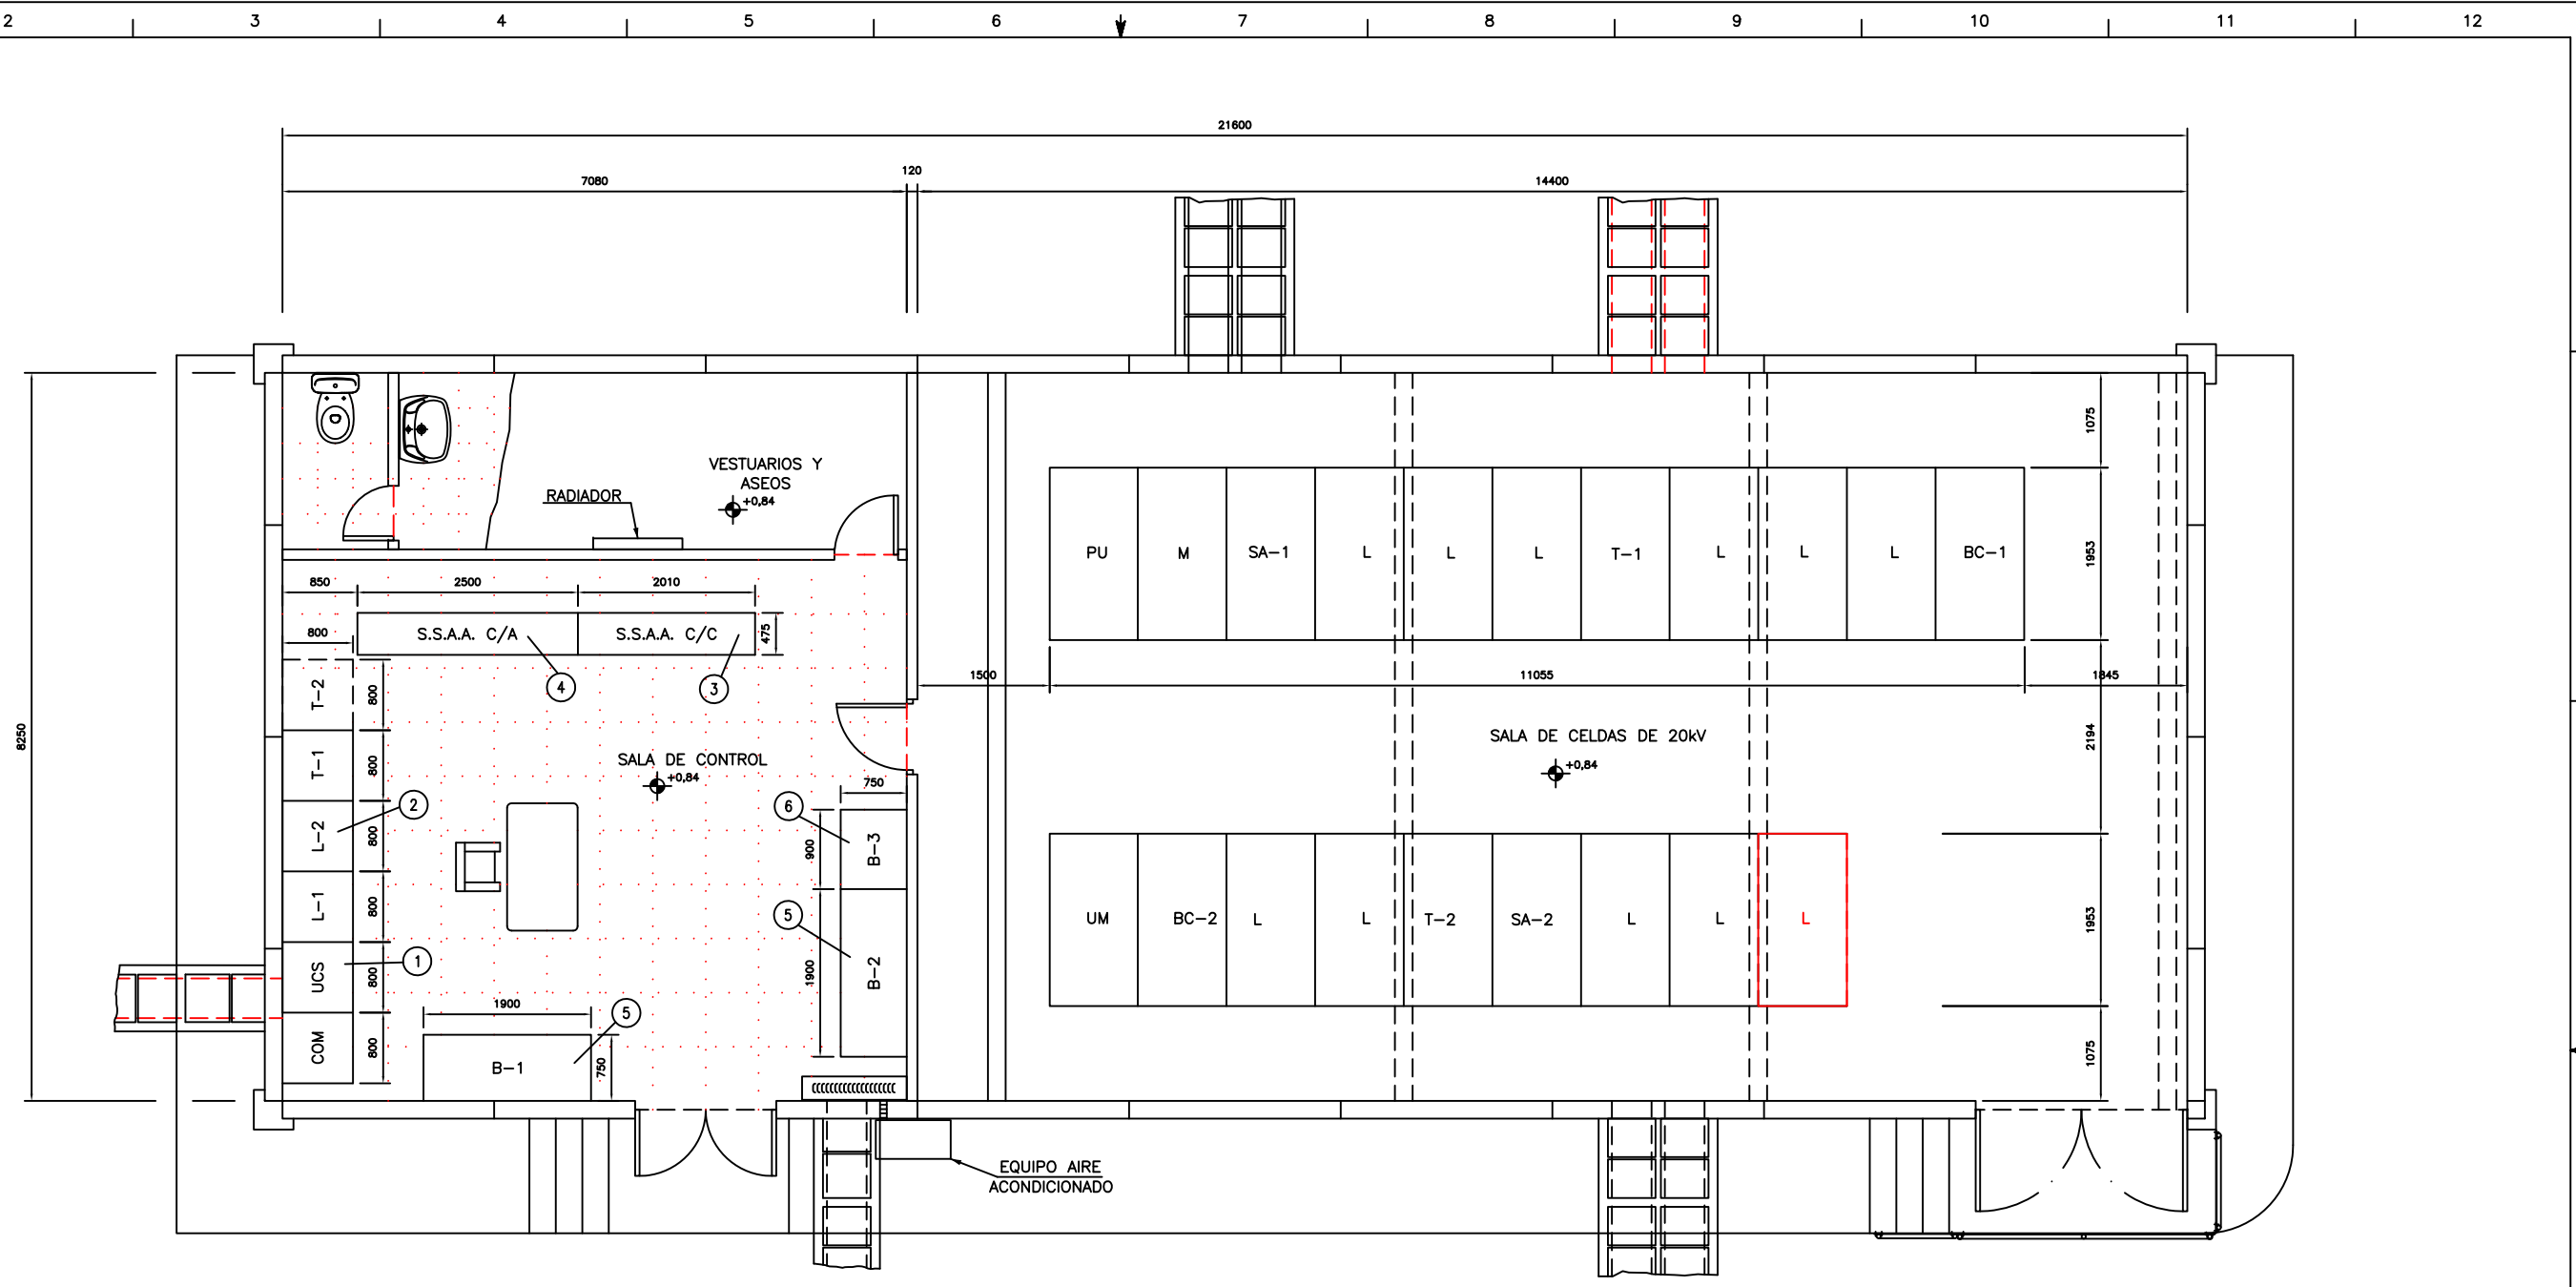 2 3 4 5 6 7 8 9 10 11 12
21600
7080 120 14400
VESTUARIOS Y
ASEOS
+0,84
RADIADOR
1075
PU M SA-1 L L L T-1 L L L BC-1
1953
850 2500 2010
S.S.A.A. C/A S.S.A.A. C/C
475
800
4 3
1500 11055 1845
T-2 800
T-1 800
L-2 800
L-1 800
UCS 800
COM 800
8250
2
1
SALA DE CONTROL
+0,84
SALA DE CELDAS DE 20kV
+0,84
2194
750
6
900
B-3
5
1900
B-2
UM BC-2 L L T-2 SA-2 L L L
1953
1900
5
B-1
750
1075
EQUIPO AIRE
ACONDICIONADO